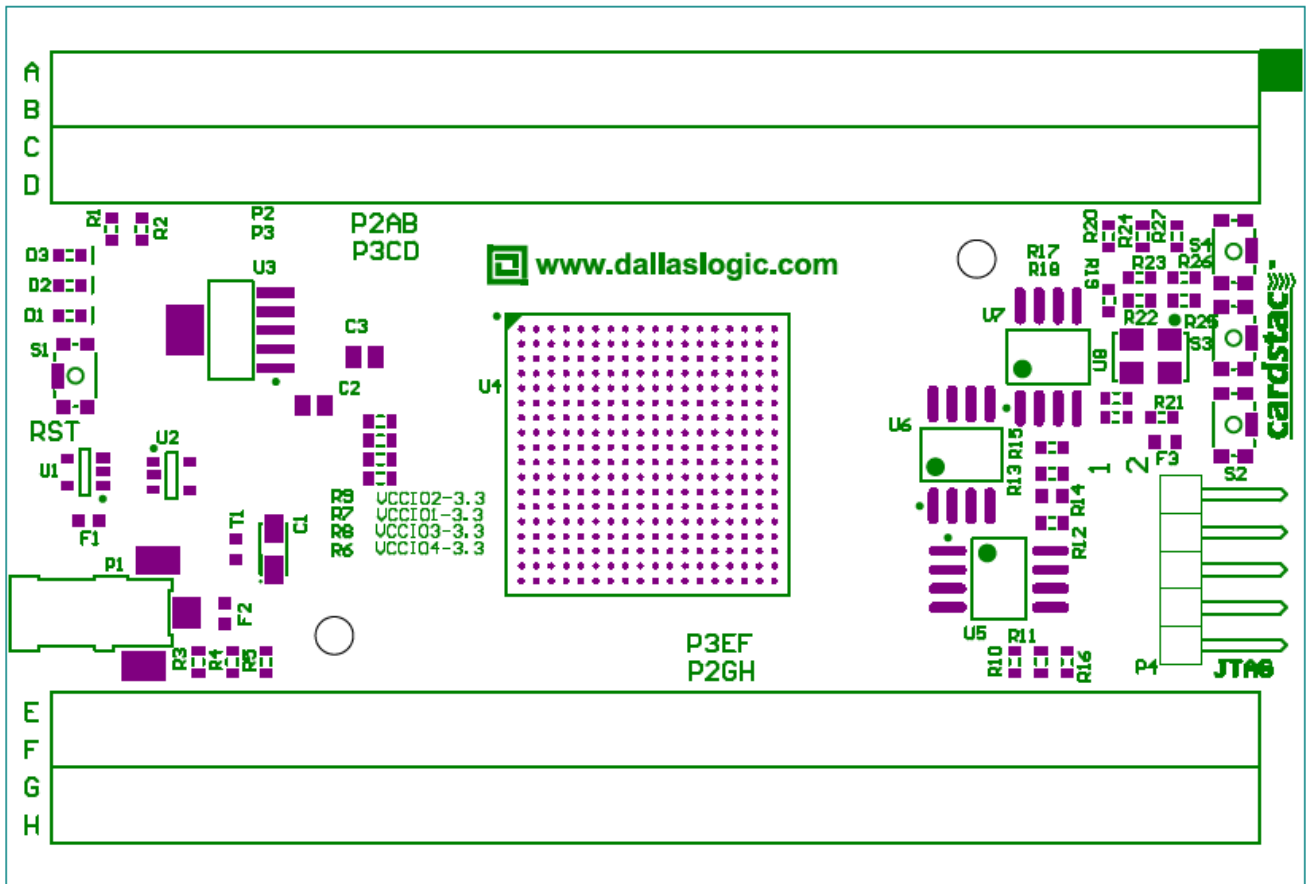 A
B
C
D
R1
R2
P2
P3
P2AB
P3CD
www.dallaslogic.com
R17
R18
R20
R24
R27
S4
D3
D2
D1
U3
R19
R23
R26
cardstac
S1
C3
U7
R22
R25
S3
U8
U4
C2
RST
U1
U2
U6
R15
R13
R21
F3
S2
1
2
R9 VCCIO2-3.3
R7 VCCIO1-3.3
R8 VCCIO3-3.3
R6 VCCIO4-3.3
R14
R12
F1
T1
C1
P1
F2
U5
R11
R3
R4
R5
P3EF
P2GH
R10
R16
P4
JTAG
E
F
G
H